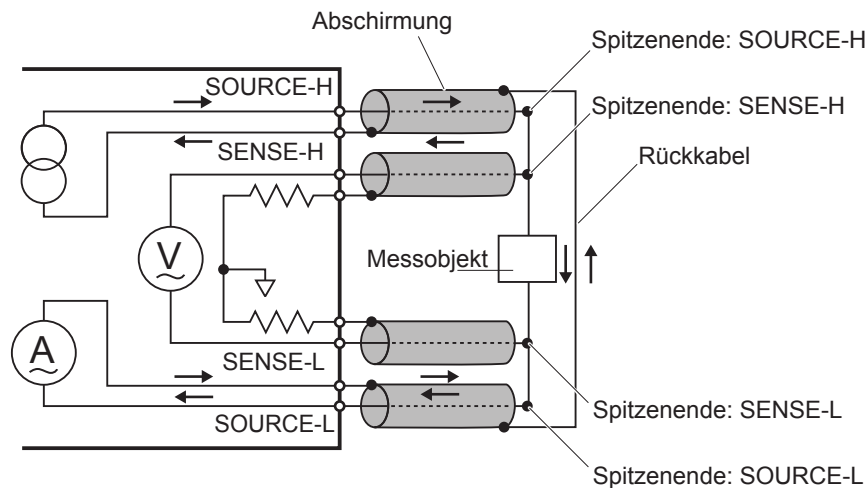 Abschirmung
Spitzenende: SOURCE-H
SOURCE-H
Spitzenende: SENSE-H
SENSE-H
Rückkabel
V
Messobjekt
A
SENSE-L
Spitzenende: SENSE-L
SOURCE-L
Spitzenende: SOURCE-L